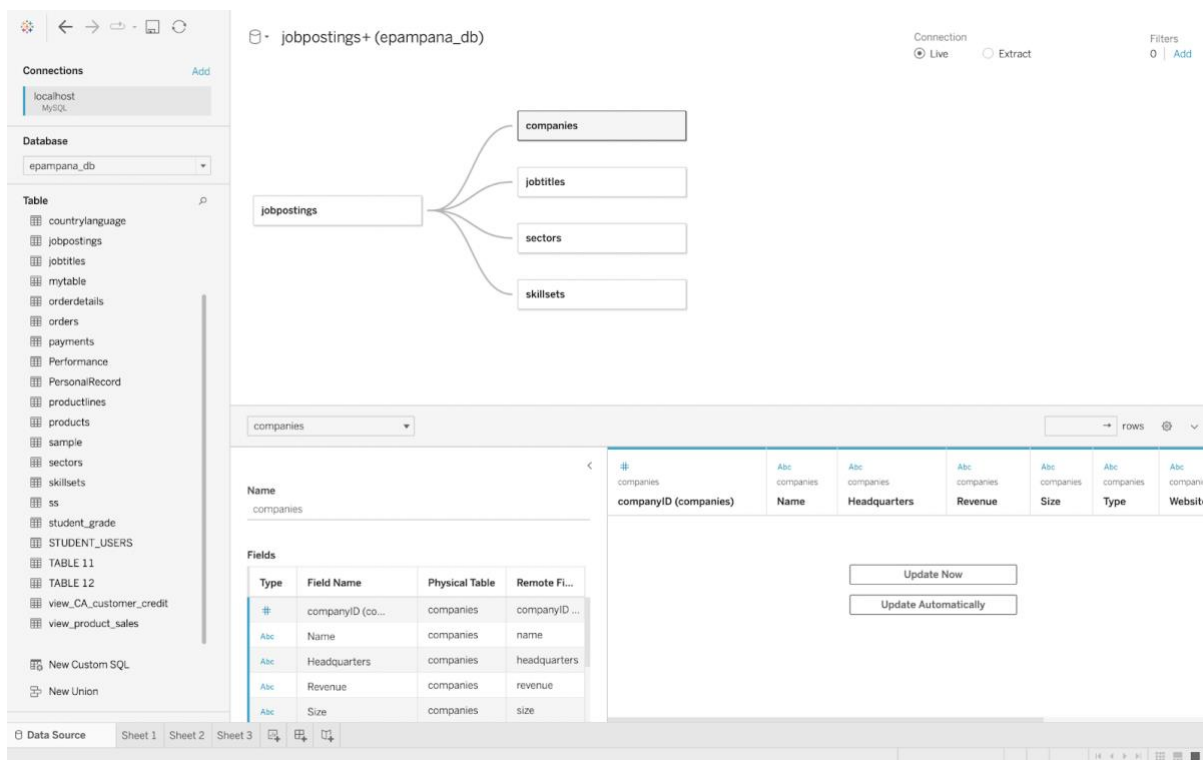 jobpostings+ (epampana_db)
Connection
Live
Extract
Filters
0
Add
Connections
Add
localhost
MySQL
Database
epampana_db
Table
countrylanguage
jobpostings
jobtitles
mytable
orderdetails
orders
payments
Performance
PersonalRecord
productlines
products
sample
sectors
skillsets
ss
student_grade
STUDENT_USERS
TABLE 11
TABLE 12
view_CA_customer_credit
view_product_sales
New Custom SQL
New Union
jobpostings
companies
jobtitles
sectors
skillsets
companies
rows
Name
companies
Fields
Type Field Name Physical Table Remote Fi...
# companyID (co... companies companyID ...
Abc Name companies name
Abc Headquarters companies headquarters
Abc Revenue companies revenue
Abc Size companies size
# Abc Abc Abc Abc Abc Abc
companies companies companies companies companies companies compani
companyID (companies) Name Headquarters Revenue Size Type Websit
Update Now
Update Automatically
Data Source Sheet 1 Sheet 2 Sheet 3